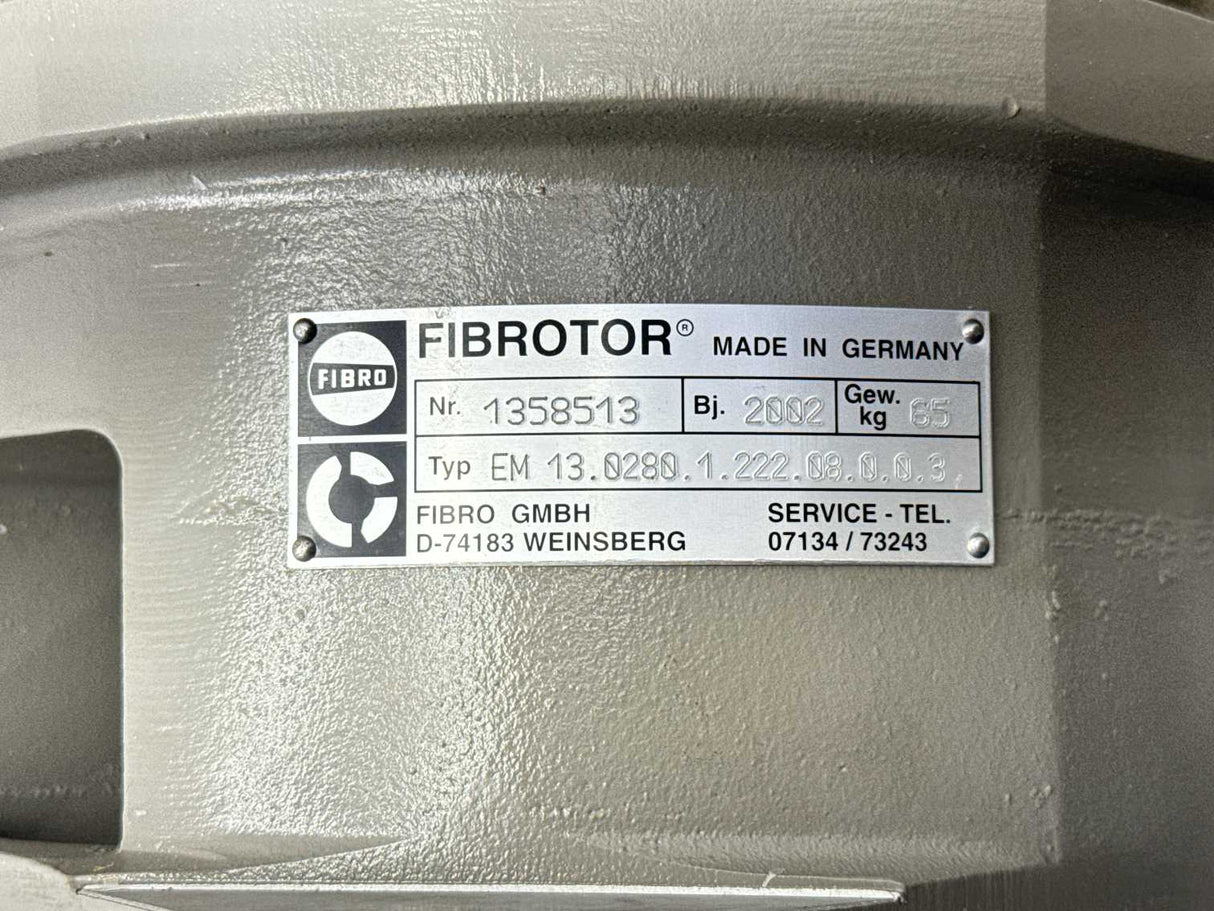 FIBRO
FIBROTOR® MADE IN GERMANY
Nr. 1358513 Bj. 2002 Gew. kg 65
Typ EM 13.0280.1.222.08.0.0.3
FIBRO GMBH SERVICE - TEL.
D-74183 WEINSBERG 07134 / 73243